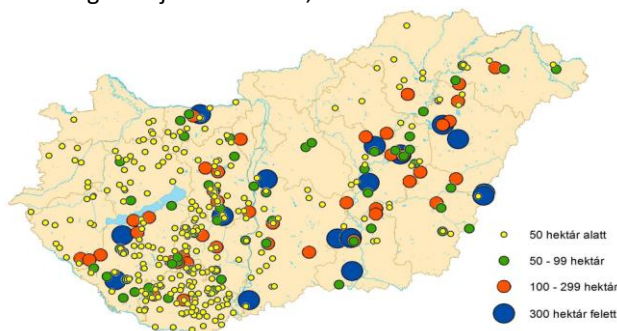 50 hektár alatt
50 - 99 hektár
100 - 299 hektár
300 hektár felett